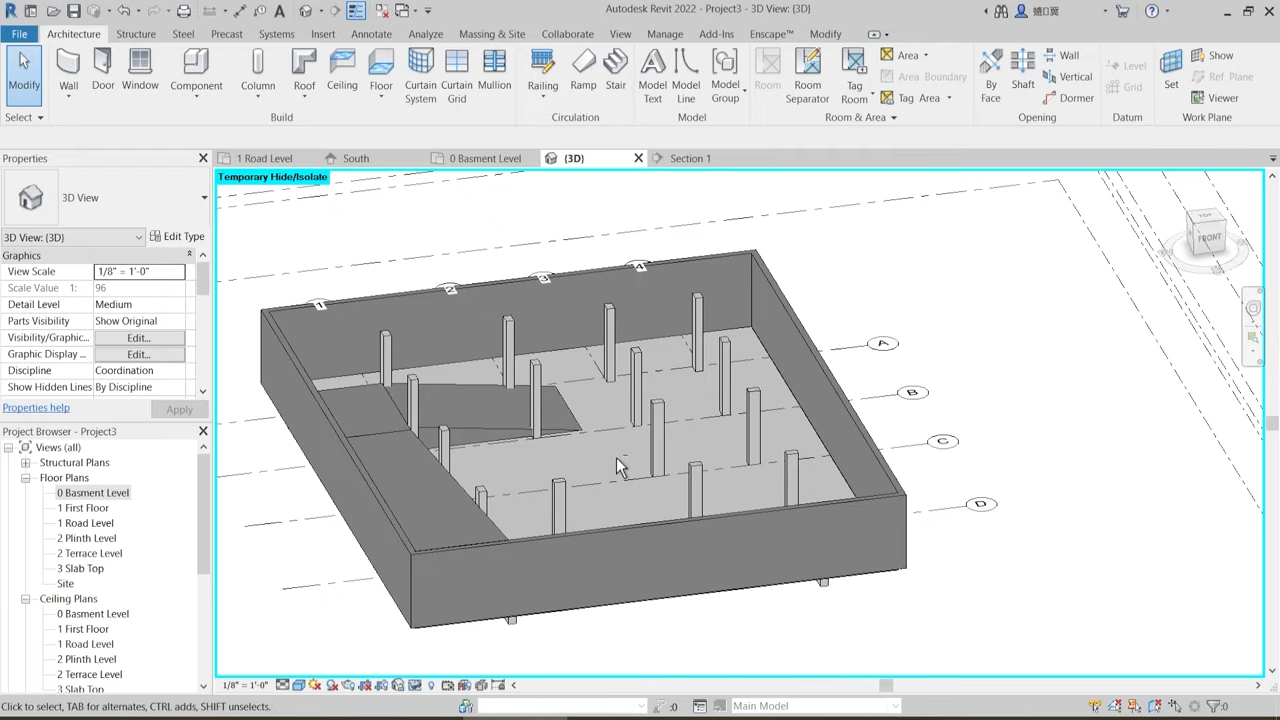 Autodesk Revit 2022 - Project3 - 3D View: {3D}
File
Architecture
Structure
Steel
Precast
Systems
Insert
Annotate
Analyze
Massing & Site
Collaborate
View
Manage
Add-Ins
Enscape™
Modify
Modify
Wall
Door
Window
Component
Column
Roof
Ceiling
Floor
Curtain System
Curtain Grid
Mullion
Railing
Ramp
Stair
Model Text
Model Line
Model Group
Room
Room Separator
Tag Room
Area
Area Boundary
Tag Area
By Face
Shaft
Wall
Vertical
Dormer
Level
Grid
Set
Show
Ref Plane
Viewer
Select
Build
Circulation
Model
Room & Area
Opening
Datum
Work Plane
Properties
1 Road Level
South
0 Basment Level
{3D}
Section 1
Temporary Hide/Isolate
3D View
3D View: {3D}
Edit Type
Graphics
View Scale
1/8" = 1'-0"
Scale Value 1:
96
Detail Level
Medium
Parts Visibility
Show Original
Visibility/Graphic...
Edit...
Graphic Display ...
Edit...
Discipline
Coordination
Show Hidden Lines
By Discipline
Properties help
Apply
Project Browser - Project3
Views (all)
Structural Plans
Floor Plans
0 Basment Level
1 First Floor
1 Road Level
2 Plinth Level
2 Terrace Level
3 Slab Top
Site
Ceiling Plans
0 Basment Level
1 First Floor
1 Road Level
2 Plinth Level
2 Terrace Level
3 Slab Top
1
2
3
4
A
B
C
D
FRONT
1/8" = 1'-0"
Click to select, TAB for alternates, CTRL adds, SHIFT unselects.
:0
Main Model
:0